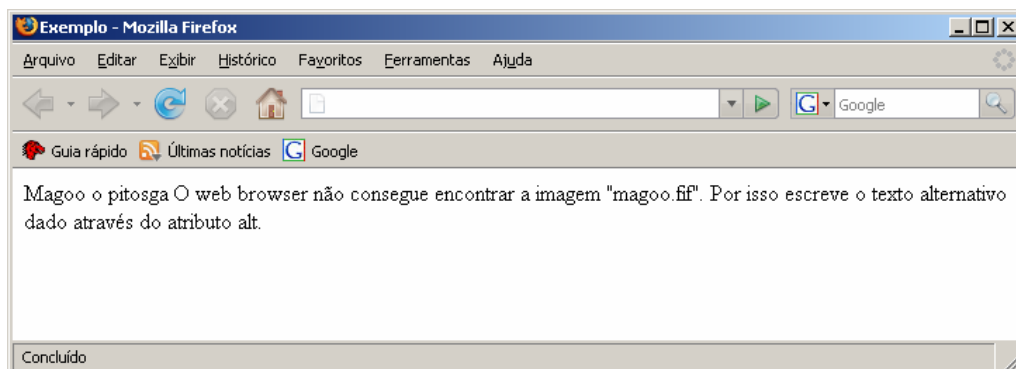 Exemplo - Mozilla Firefox
Arquivo Editar Exibir Histórico Favoritos Ferramentas Ajuda
G Google
Guia rápido Últimas notícias G Google
Magoo o pitosga O web browser não consegue encontrar a imagem "magoo.fif". Por isso escreve o texto alternativo
dado através do atributo alt.
Concluído